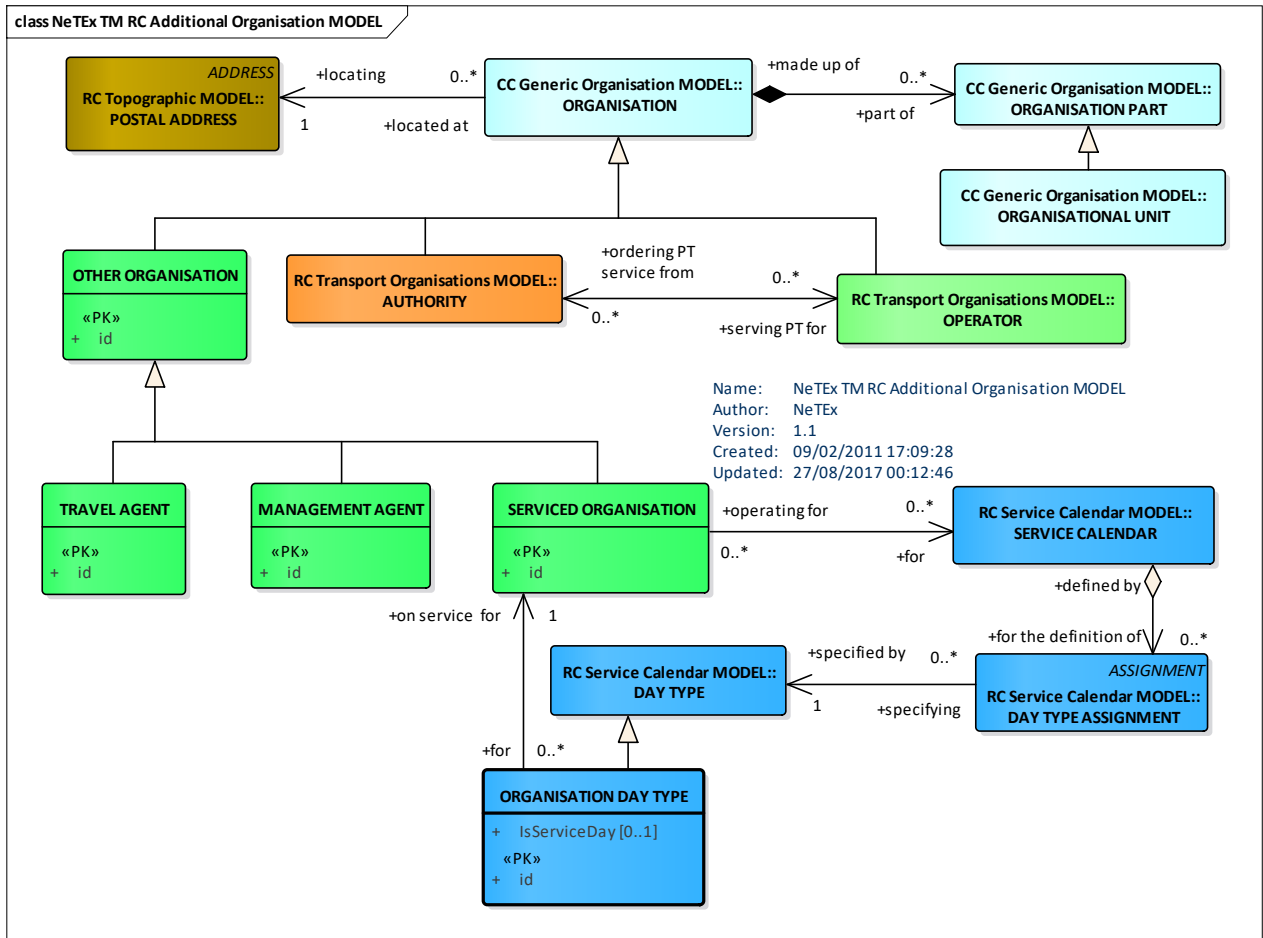 class NeTEx TM RC Additional Organisation MODEL
ADDRESS
RC Topographic MODEL::
POSTAL ADDRESS
+locating
0..*
1
+located at
CC Generic Organisation MODEL::
ORGANISATION
+made up of
0..*
+part of
CC Generic Organisation MODEL::
ORGANISATION PART
CC Generic Organisation MODEL::
ORGANISATIONAL UNIT
OTHER ORGANISATION
«PK»
+ id
RC Transport Organisations MODEL::
AUTHORITY
+ordering PT
service from
0..*
0..*
+serving PT for
RC Transport Organisations MODEL::
OPERATOR
Name: NeTEx TM RC Additional Organisation MODEL
Author: NeTEx
Version: 1.1
Created: 09/02/2011 17:09:28
Updated: 27/08/2017 00:12:46
TRAVEL AGENT
«PK»
+ id
MANAGEMENT AGENT
«PK»
+ id
SERVICED ORGANISATION
«PK»
+ id
+operating for
0..*
0..*
+for
RC Service Calendar MODEL::
SERVICE CALENDAR
+defined by
+for the definition of
0..*
+on service for
1
RC Service Calendar MODEL::
DAY TYPE
+specified by
0..*
1
+specifying
ASSIGNMENT
RC Service Calendar MODEL::
DAY TYPE ASSIGNMENT
+for
0..*
ORGANISATION DAY TYPE
+ IsServiceDay [0..1]
«PK»
+ id